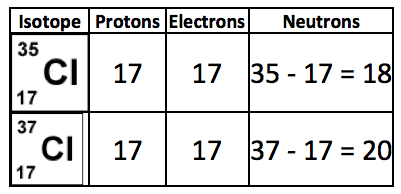 Isotope Protons Electrons Neutrons
35
Cl 17 17 35 - 17 = 18
17
37
Cl 17 17 37 - 17 = 20
17